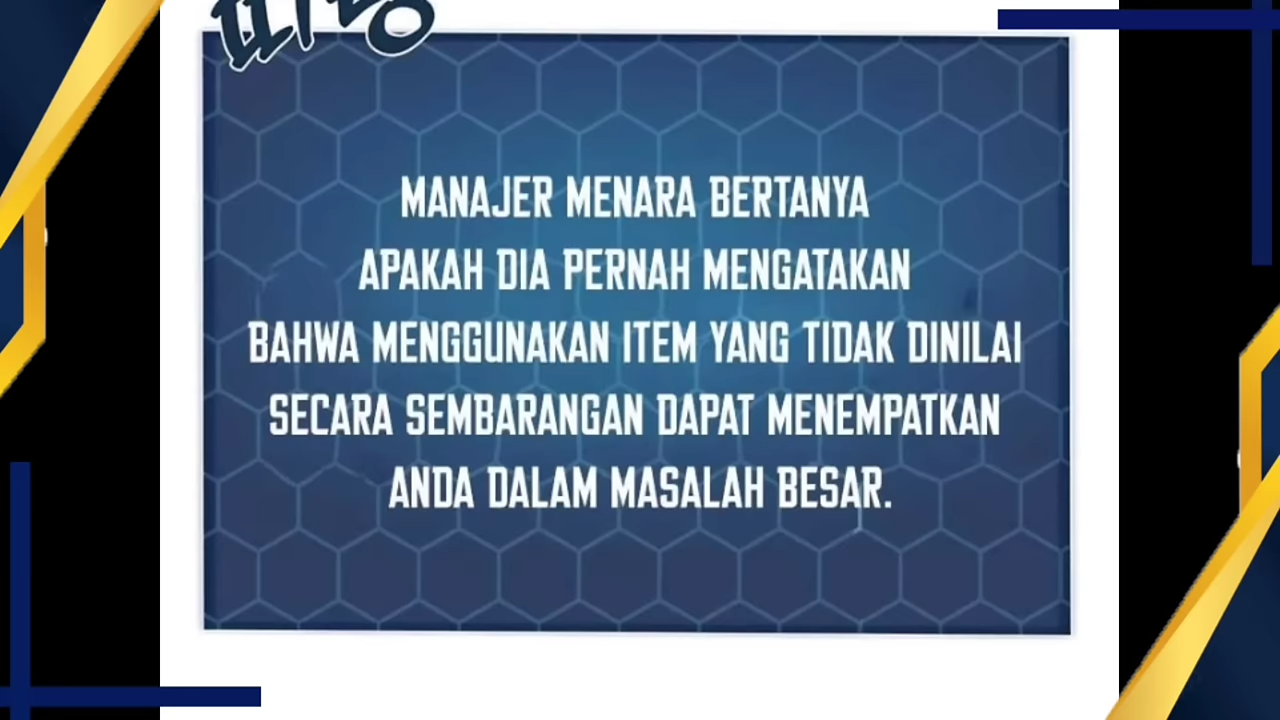 MANAJER MENARA BERTANYA
APAKAH DIA PERNAH MENGATAKAN
BAHWA MENGGUNAKAN ITEM YANG TIDAK DINILAI
SECARA SEMBARANGAN DAPAT MENEMPATKAN
ANDA DALAM MASALAH BESAR.